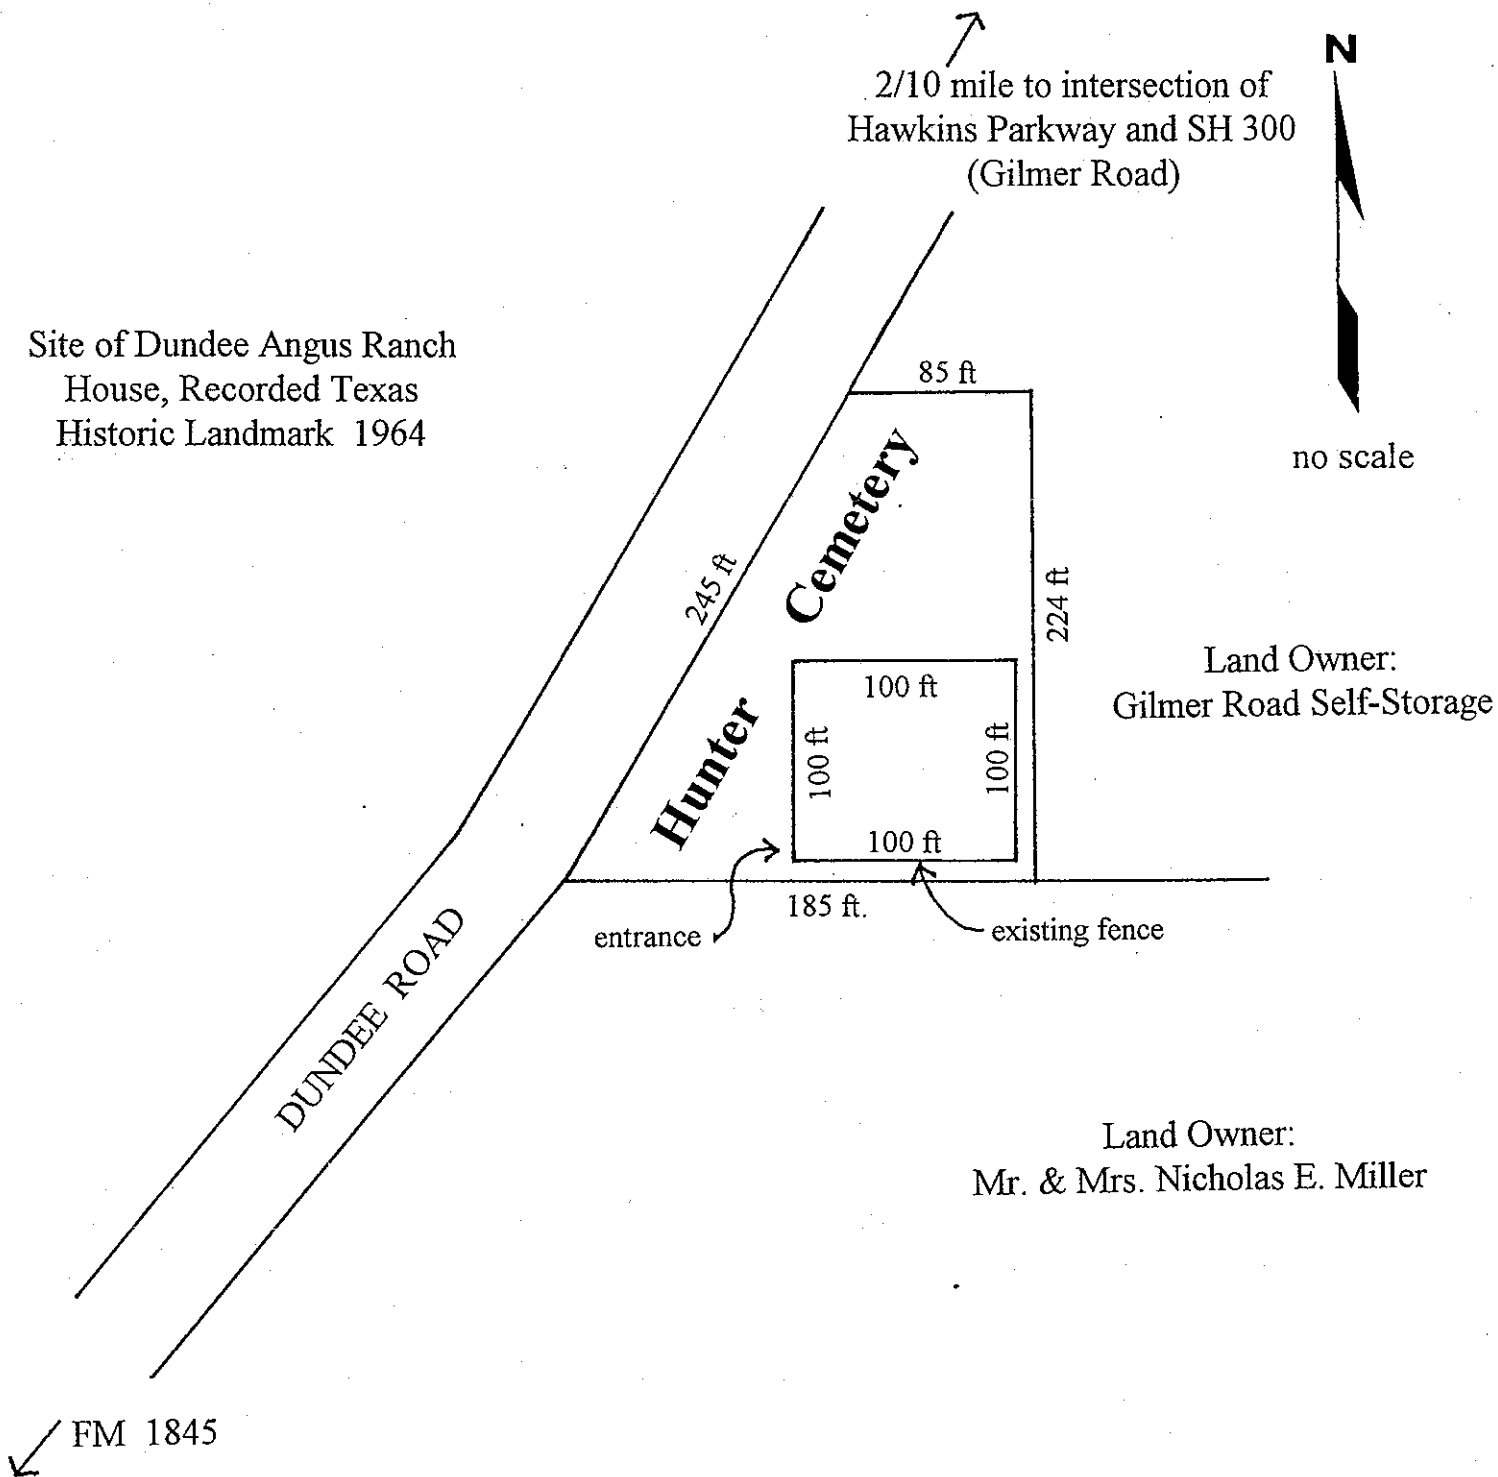 N
2/10 mile to intersection of
Hawkins Parkway and SH 300
(Gilmer Road)
no scale
Site of Dundee Angus Ranch
House, Recorded Texas
Historic Landmark 1964
85 ft
245 ft
224 ft
Hunter Cemetery
100 ft
100 ft
100 ft
100 ft
185 ft.
entrance
existing fence
Land Owner:
Gilmer Road Self-Storage
DUNDEE ROAD
Land Owner:
Mr. & Mrs. Nicholas E. Miller
FM 1845